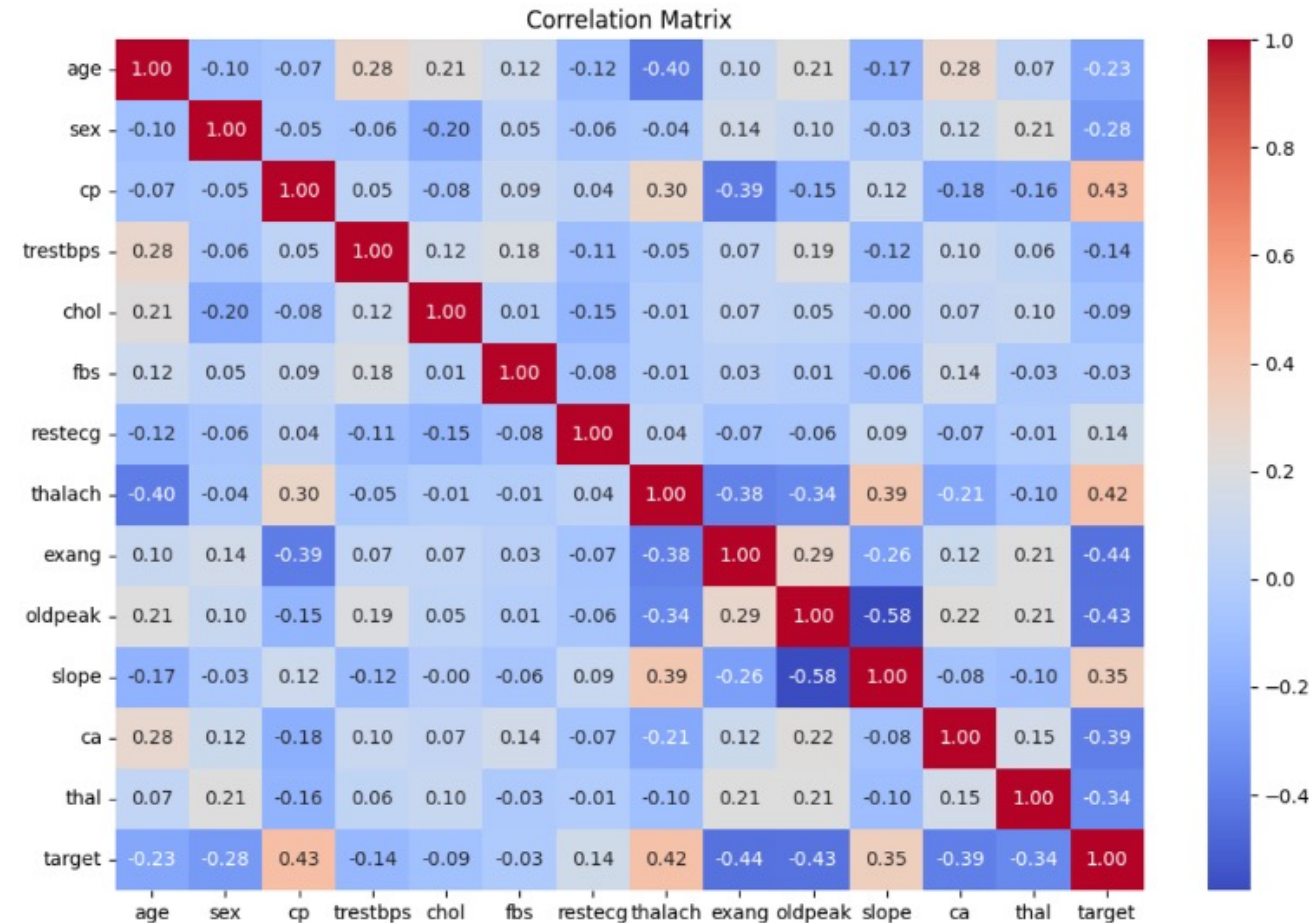 Correlation Matrix
age 1.00 -0.10 -0.07 0.28 0.21 0.12 -0.12 -0.40 0.10 0.21 -0.17 0.28 0.07 -0.23
sex -0.10 1.00 -0.05 -0.06 -0.20 0.05 -0.06 -0.04 0.14 0.10 -0.03 0.12 0.21 -0.28
cp -0.07 -0.05 1.00 0.05 -0.08 0.09 0.04 0.30 -0.39 -0.15 0.12 -0.18 -0.16 0.43
trestbps 0.28 -0.06 0.05 1.00 0.12 0.18 -0.11 -0.05 0.07 0.19 -0.12 0.10 0.06 -0.14
chol 0.21 -0.20 -0.08 0.12 1.00 0.01 -0.15 -0.01 0.07 0.05 -0.00 0.07 0.10 -0.09
fbs 0.12 0.05 0.09 0.18 0.01 1.00 -0.08 -0.01 0.03 0.01 -0.06 0.14 -0.03 -0.03
restecg -0.12 -0.06 0.04 -0.11 -0.15 -0.08 1.00 0.04 -0.07 -0.06 0.09 -0.07 -0.01 0.14
thalach -0.40 -0.04 0.30 -0.05 -0.01 -0.01 0.04 1.00 -0.38 -0.34 0.39 -0.21 -0.10 0.42
exang 0.10 0.14 -0.39 0.07 0.07 0.03 -0.07 -0.38 1.00 0.29 -0.26 0.12 0.21 -0.44
oldpeak 0.21 0.10 -0.15 0.19 0.05 0.01 -0.06 -0.34 0.29 1.00 -0.58 0.22 0.21 -0.43
slope -0.17 -0.03 0.12 -0.12 -0.00 -0.06 0.09 0.39 -0.26 -0.58 1.00 -0.08 -0.10 0.35
ca 0.28 0.12 -0.18 0.10 0.07 0.14 -0.07 -0.21 0.12 0.22 -0.08 1.00 0.15 -0.39
thal 0.07 0.21 -0.16 0.06 0.10 -0.03 -0.01 -0.10 0.21 0.21 -0.10 0.15 1.00 -0.34
target -0.23 -0.28 0.43 -0.14 -0.09 -0.03 0.14 0.42 -0.44 -0.43 0.35 -0.39 -0.34 1.00
age sex cp trestbps chol fbs restecg thalach exang oldpeak slope ca thal target
1.0
0.8
0.6
0.4
0.2
0.0
−0.2
−0.4